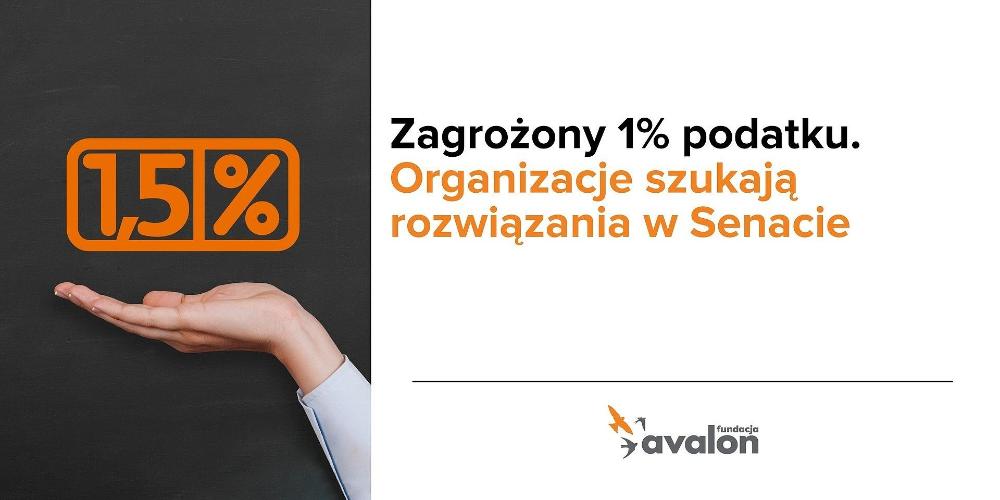 1,5%
Zagrożony 1% podatku.
Organizacje szukają
rozwiązania w Senacie
fundacja
avalon